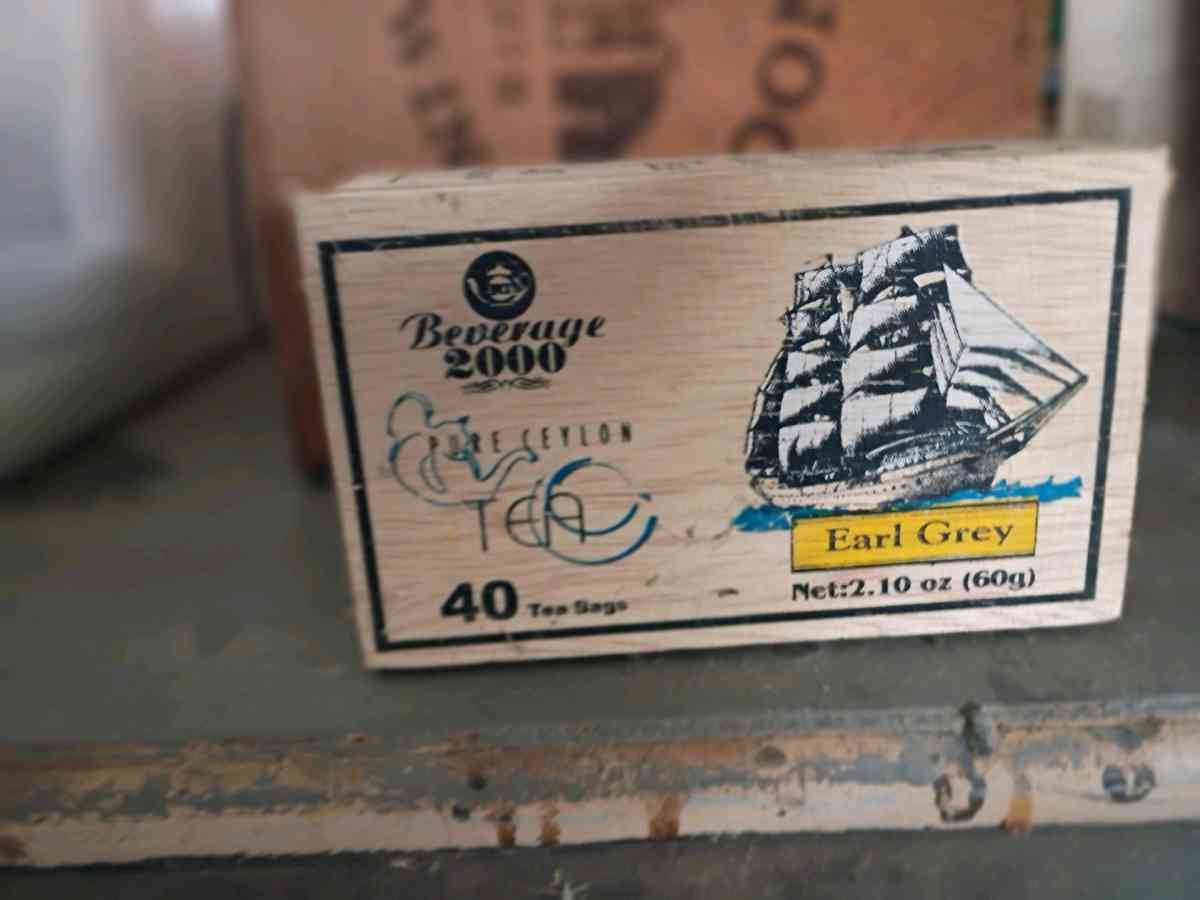 Beverage
2000
PURE CEYLON
TEA
40 Tea Bags
Earl Grey
Net:2.10 oz (60g)